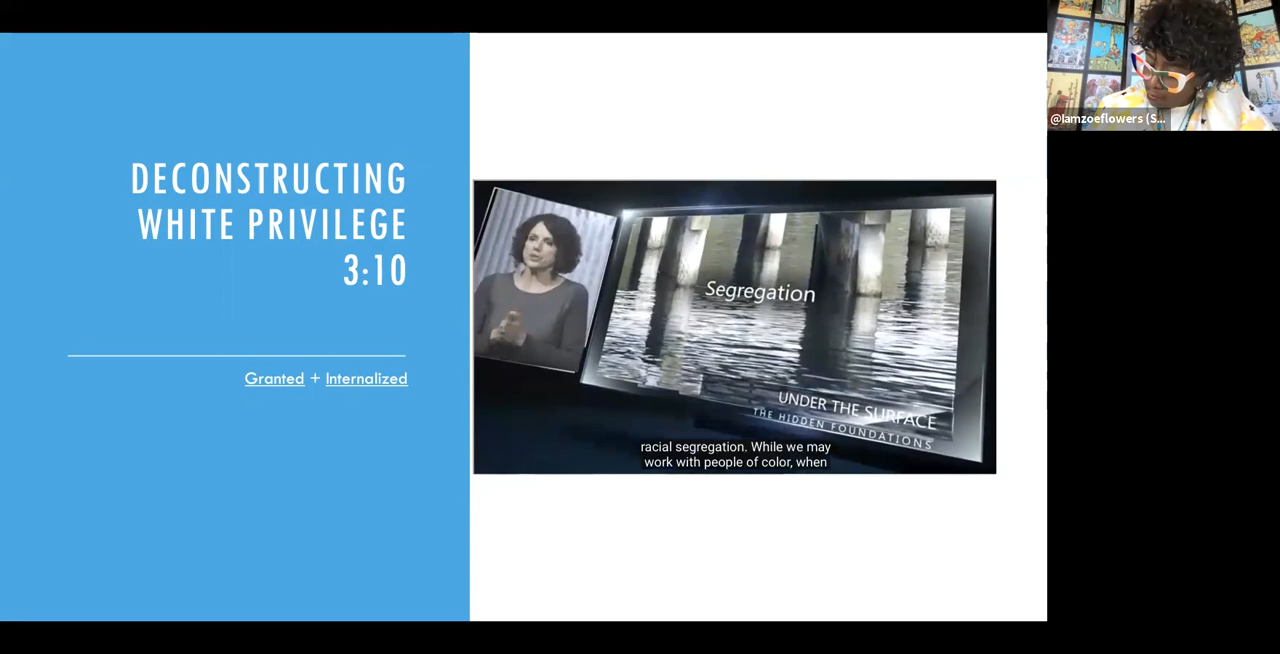 DECONSTRUCTING
WHITE PRIVILEGE
3:10
Granted + Internalized
Segregation
UNDER THE SURFACE
THE HIDDEN FOUNDATIONS
racial segregation. While we may
work with people of color, when
@Iamzoeflowers (S...